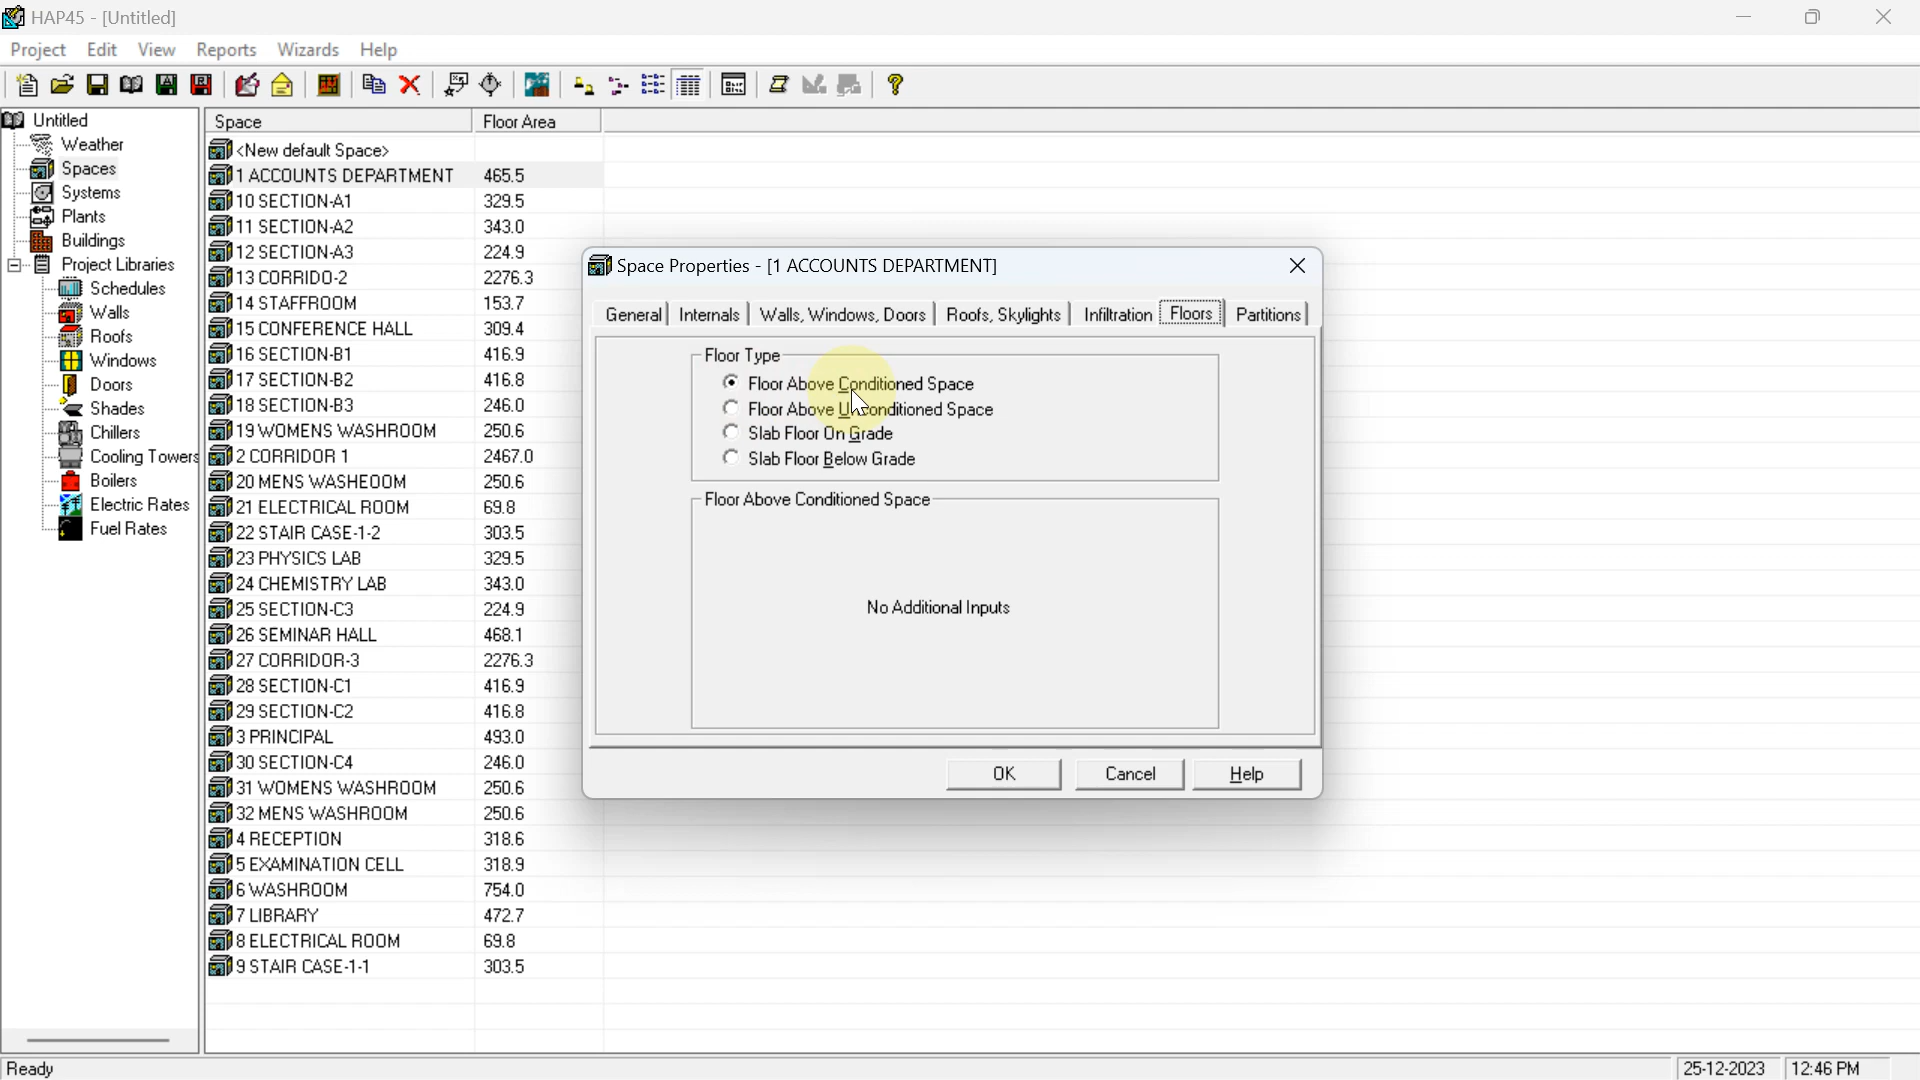 HAP45 - [Untitled]
Project Edit View Reports Wizards Help
Untitled
Weather
Spaces
Systems
Plants
Buildings
Project Libraries
Schedules
Walls
Roofs
Windows
Doors
Shades
Chillers
Cooling Towers
Boilers
Electric Rates
Fuel Rates
Space Floor Area
<New default Space>
1 ACCOUNTS DEPARTMENT 465.5
10 SECTION-A1 329.5
11 SECTION-A2 343.0
12 SECTION-A3 224.9
13 CORRIDO-2 2276.3
14 STAFFROOM 153.7
15 CONFERENCE HALL 309.4
16 SECTION-B1 416.9
17 SECTION-B2 416.8
18 SECTION-B3 246.0
19 WOMENS WASHROOM 250.6
2 CORRIDOR 1 2467.0
20 MENS WASHEOOM 250.6
21 ELECTRICAL ROOM 69.8
22 STAIR CASE-1-2 303.5
23 PHYSICS LAB 329.5
24 CHEMISTRY LAB 343.0
25 SECTION-C3 224.9
26 SEMINAR HALL 468.1
27 CORRIDOR-3 2276.3
28 SECTION-C1 416.9
29 SECTION-C2 416.8
3 PRINCIPAL 493.0
30 SECTION-C4 246.0
31 WOMENS WASHROOM 250.6
32 MENS WASHROOM 250.6
4 RECEPTION 318.6
5 EXAMINATION CELL 318.9
6 WASHROOM 754.0
7 LIBRARY 472.7
8 ELECTRICAL ROOM 69.8
9 STAIR CASE-1-1 303.5
Space Properties - [1 ACCOUNTS DEPARTMENT]
General Internals Walls, Windows, Doors Roofs, Skylights Infiltration Floors Partitions
Floor Type
Floor Above Conditioned Space
Floor Above Unconditioned Space
Slab Floor On Grade
Slab Floor Below Grade
Floor Above Conditioned Space
No Additional Inputs
OK Cancel Help
Ready 25-12-2023 12:46 PM